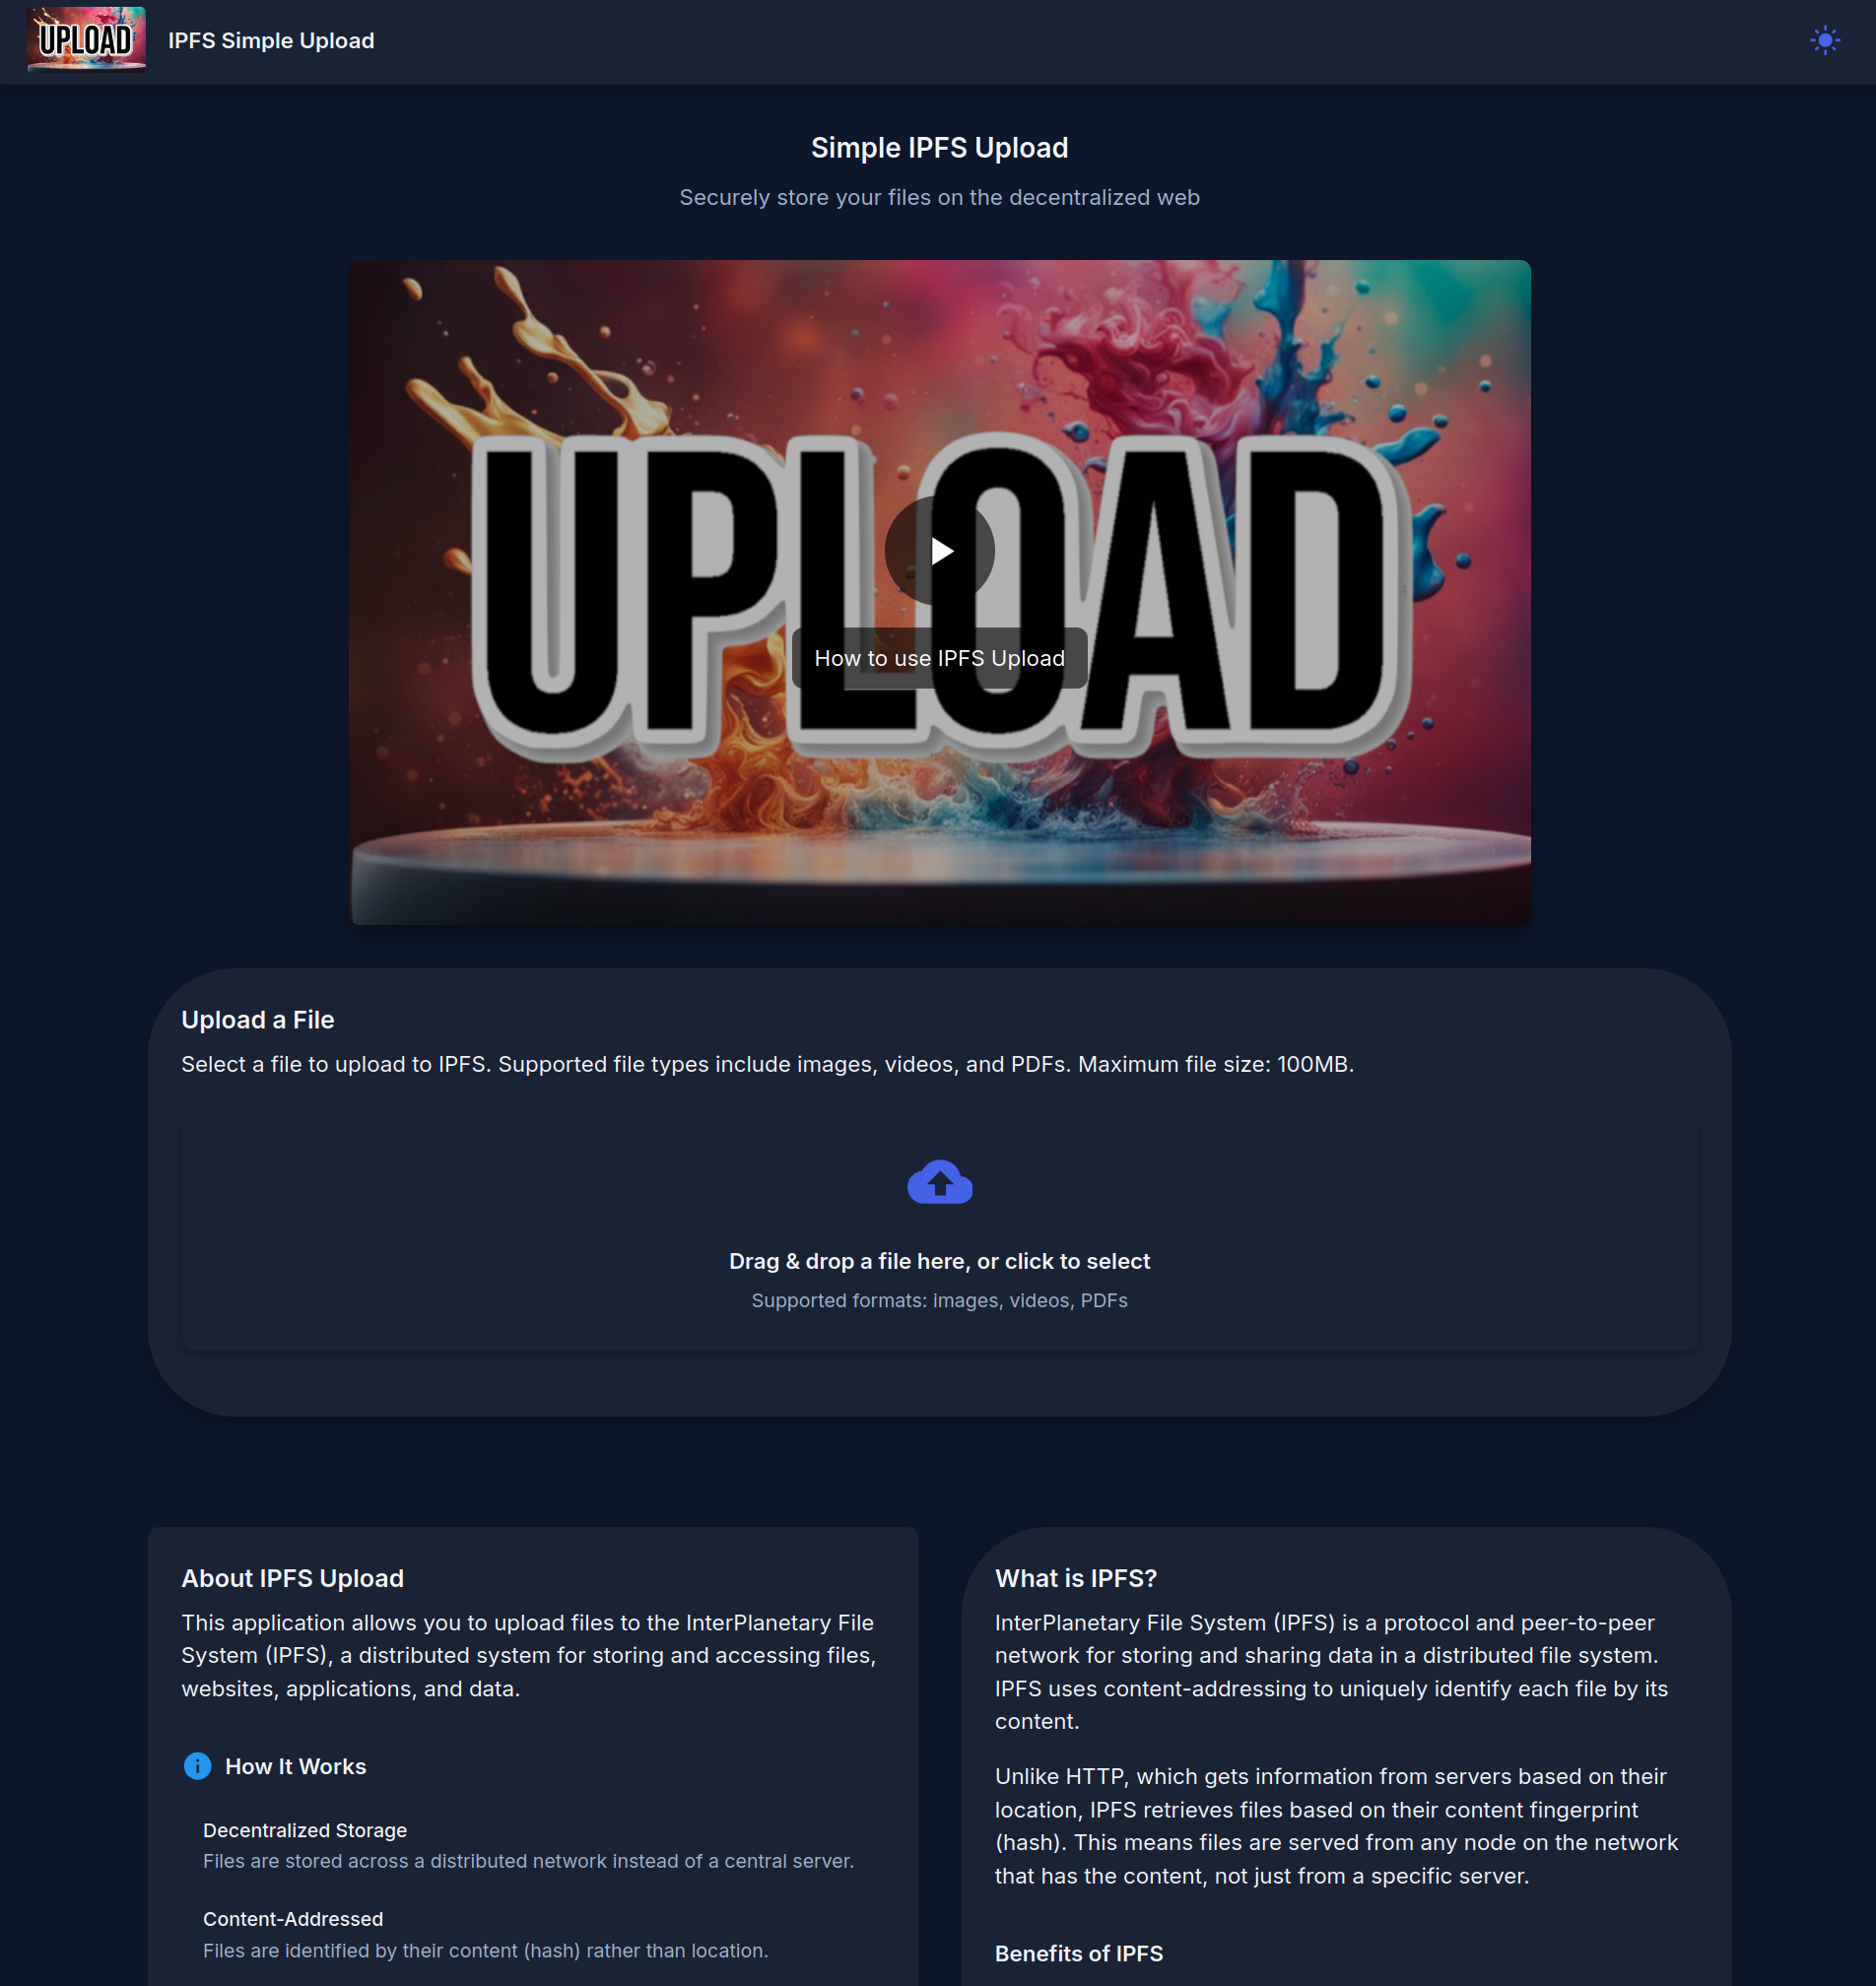 UPLOAD
IPFS Simple Upload
Simple IPFS Upload
Securely store your files on the decentralized web
UPLOAD
How to use IPFS Upload
Upload a File
Select a file to upload to IPFS. Supported file types include images, videos, and PDFs. Maximum file size: 100MB.
Drag & drop a file here, or click to select
Supported formats: images, videos, PDFs
About IPFS Upload
This application allows you to upload files to the InterPlanetary File
System (IPFS), a distributed system for storing and accessing files,
websites, applications, and data.
How It Works
Decentralized Storage
Files are stored across a distributed network instead of a central server.
Content-Addressed
Files are identified by their content (hash) rather than location.
What is IPFS?
InterPlanetary File System (IPFS) is a protocol and peer-to-peer
network for storing and sharing data in a distributed file system.
IPFS uses content-addressing to uniquely identify each file by its
content.
Unlike HTTP, which gets information from servers based on their
location, IPFS retrieves files based on their content fingerprint
(hash). This means files are served from any node on the network
that has the content, not just from a specific server.
Benefits of IPFS